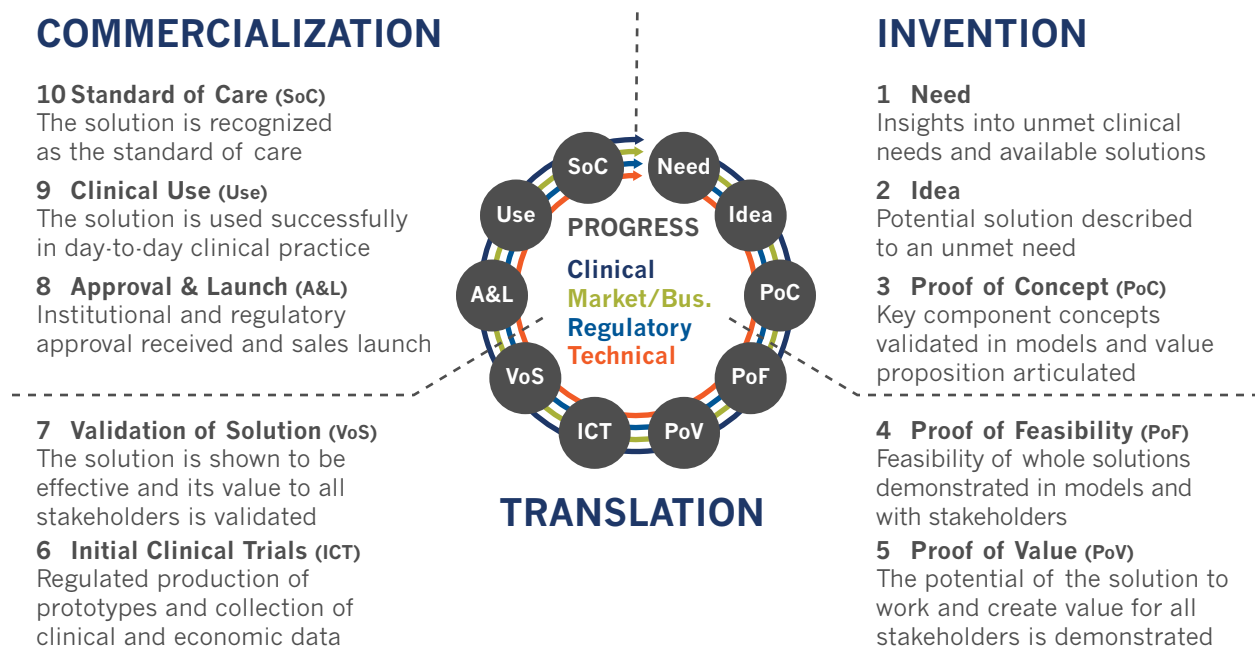 COMMERCIALIZATION
10 Standard of Care (SoC)
The solution is recognized
as the standard of care
9 Clinical Use (Use)
The solution is used successfully
in day-to-day clinical practice
8 Approval & Launch (A&L)
Institutional and regulatory
approval received and sales launch
7 Validation of Solution (VoS)
The solution is shown to be
effective and its value to all
stakeholders is validated
6 Initial Clinical Trials (ICT)
Regulated production of
prototypes and collection of
clinical and economic data
SoC
Need
Use
Idea
A&L
PoC
VoS
PoF
ICT
PoV
PROGRESS
Clinical
Market/Bus.
Regulatory
Technical
TRANSLATION
INVENTION
1 Need
Insights into unmet clinical
needs and available solutions
2 Idea
Potential solution described
to an unmet need
3 Proof of Concept (PoC)
Key component concepts
validated in models and value
proposition articulated
4 Proof of Feasibility (PoF)
Feasibility of whole solutions
demonstrated in models and
with stakeholders
5 Proof of Value (PoV)
The potential of the solution to
work and create value for all
stakeholders is demonstrated